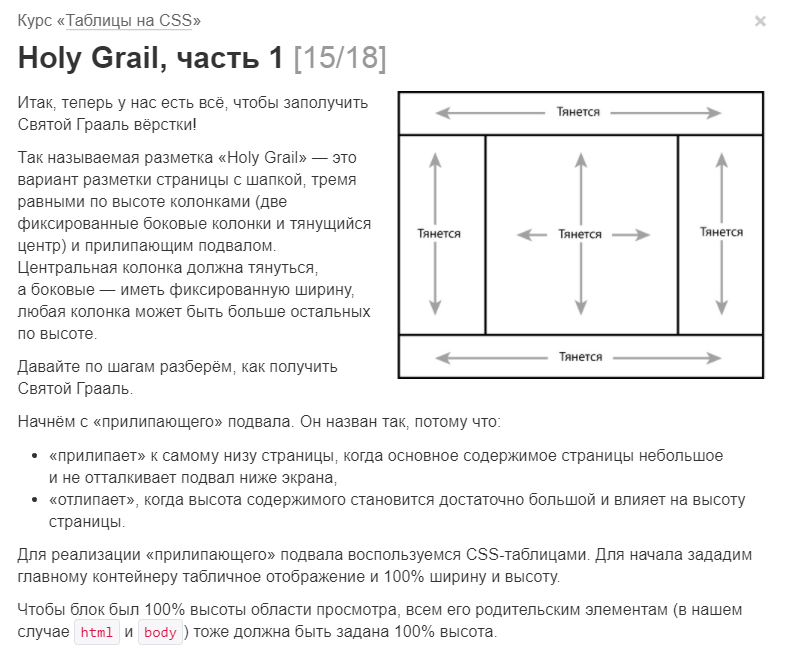 Курс «Таблицы на CSS»
×
Holy Grail, часть 1 [15/18]
Итак, теперь у нас есть всё, чтобы заполучить
Святой Грааль вёрстки!
Так называемая разметка «Holy Grail» — это
вариант разметки страницы с шапкой, тремя
равными по высоте колонками (две
фиксированные боковые колонки и тянущийся
центр) и прилипающим подвалом.
Центральная колонка должна тянуться,
а боковые — иметь фиксированную ширину,
любая колонка может быть больше остальных
по высоте.
Давайте по шагам разберём, как получить
Святой Грааль.
Тянется
Тянется
Тянется
Тянется
Тянется
Начнём с «прилипающего» подвала. Он назван так, потому что:
• «прилипает» к самому низу страницы, когда основное содержимое страницы небольшое
и не отталкивает подвал ниже экрана,
• «отлипает», когда высота содержимого становится достаточно большой и влияет на высоту
страницы.
Для реализации «прилипающего» подвала воспользуемся CSS-таблицами. Для начала зададим
главному контейнеру табличное отображение и 100% ширину и высоту.
Чтобы блок был 100% высоты области просмотра, всем его родительским элементам (в нашем
случае html и body) тоже должна быть задана 100% высота.